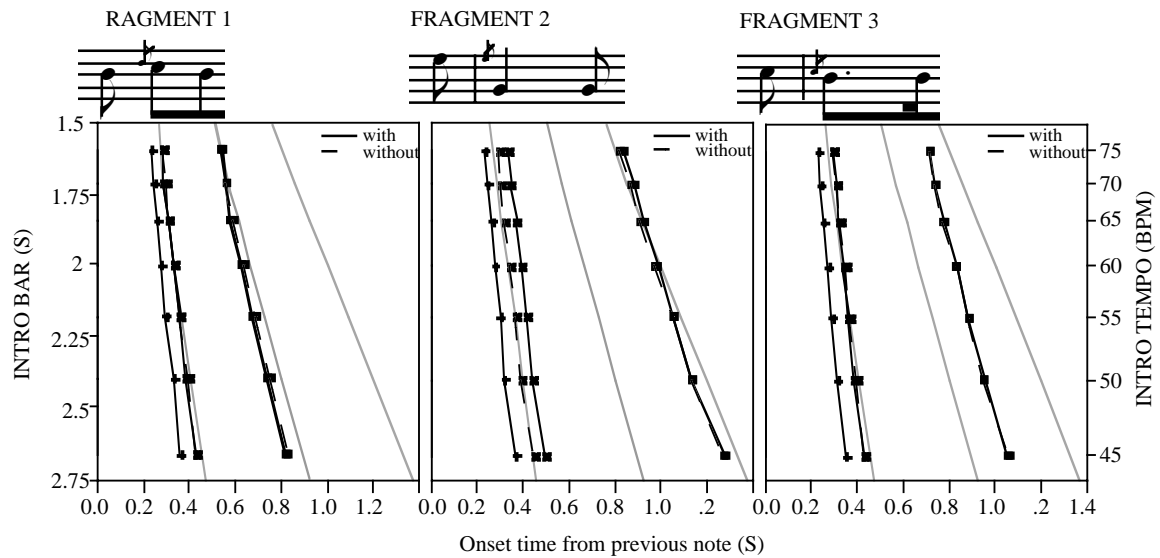 RAGMENT 1
FRAGMENT 2
FRAGMENT 3
1.5
1.75
2
2.25
2.5
2.75
INTRO BAR (S)
with
without
with
without
with
without
75
70
65
60
55
50
45
INTRO TEMPO (BPM)
0.0 0.2 0.4 0.6 0.8 1.0 1.2
0.0 0.2 0.4 0.6 0.8 1.0 .2
0.0 0.2 0.4 0.6 0.8 1.0 1.2 1.4
Onset time from previous note (S)